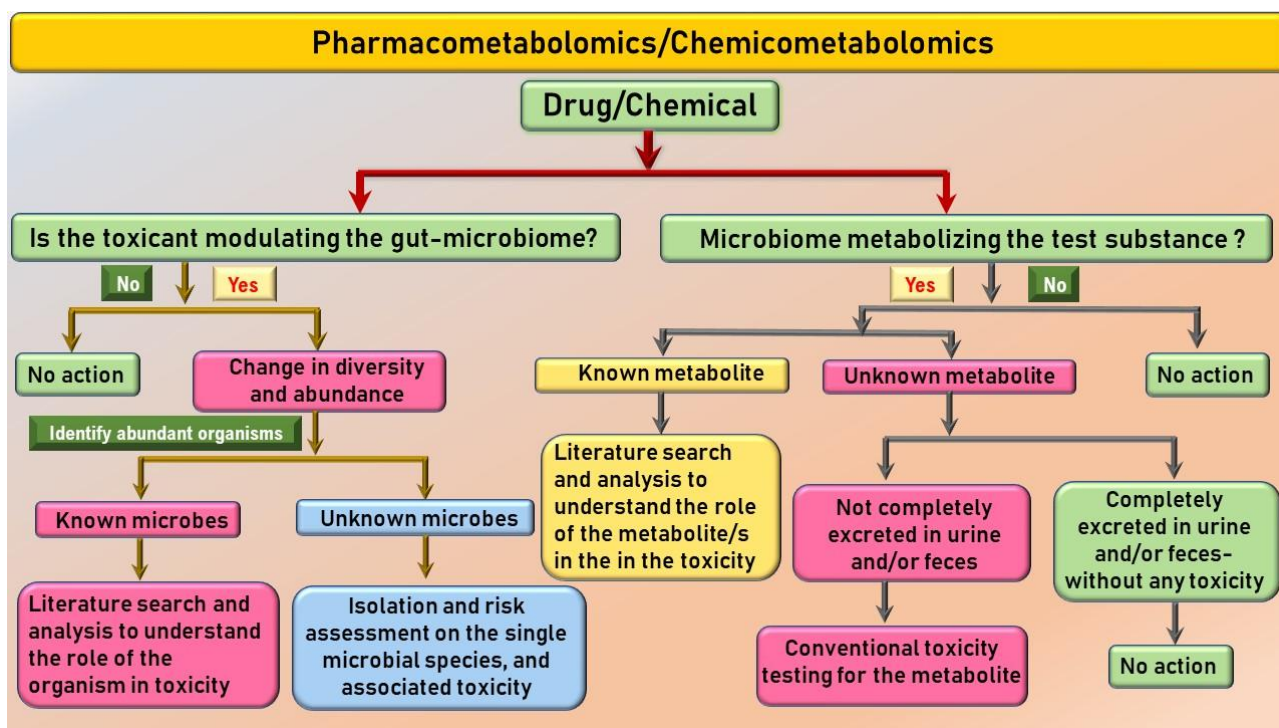 Pharmacometabolomics/Chemicometabolomics
Drug/Chemical
Is the toxicant modulating the gut-microbiome?
Microbiome metabolizing the test substance ?
No
Yes
Yes
No
No action
Change in diversity
and abundance
Known metabolite
Unknown metabolite
No action
Identify abundant organisms
Known microbes
Unknown microbes
Literature search
and analysis to
understand the role
of the metabolite/s
in the in the toxicity
Not completely
excreted in urine
and/or feces
Completely
excreted in urine
and/or feces-
without any toxicity
Literature search and
analysis to understand
the role of the
organism in toxicity
Isolation and risk
assessment on the single
microbial species, and
associated toxicity
Conventional toxicity
testing for the metabolite
No action